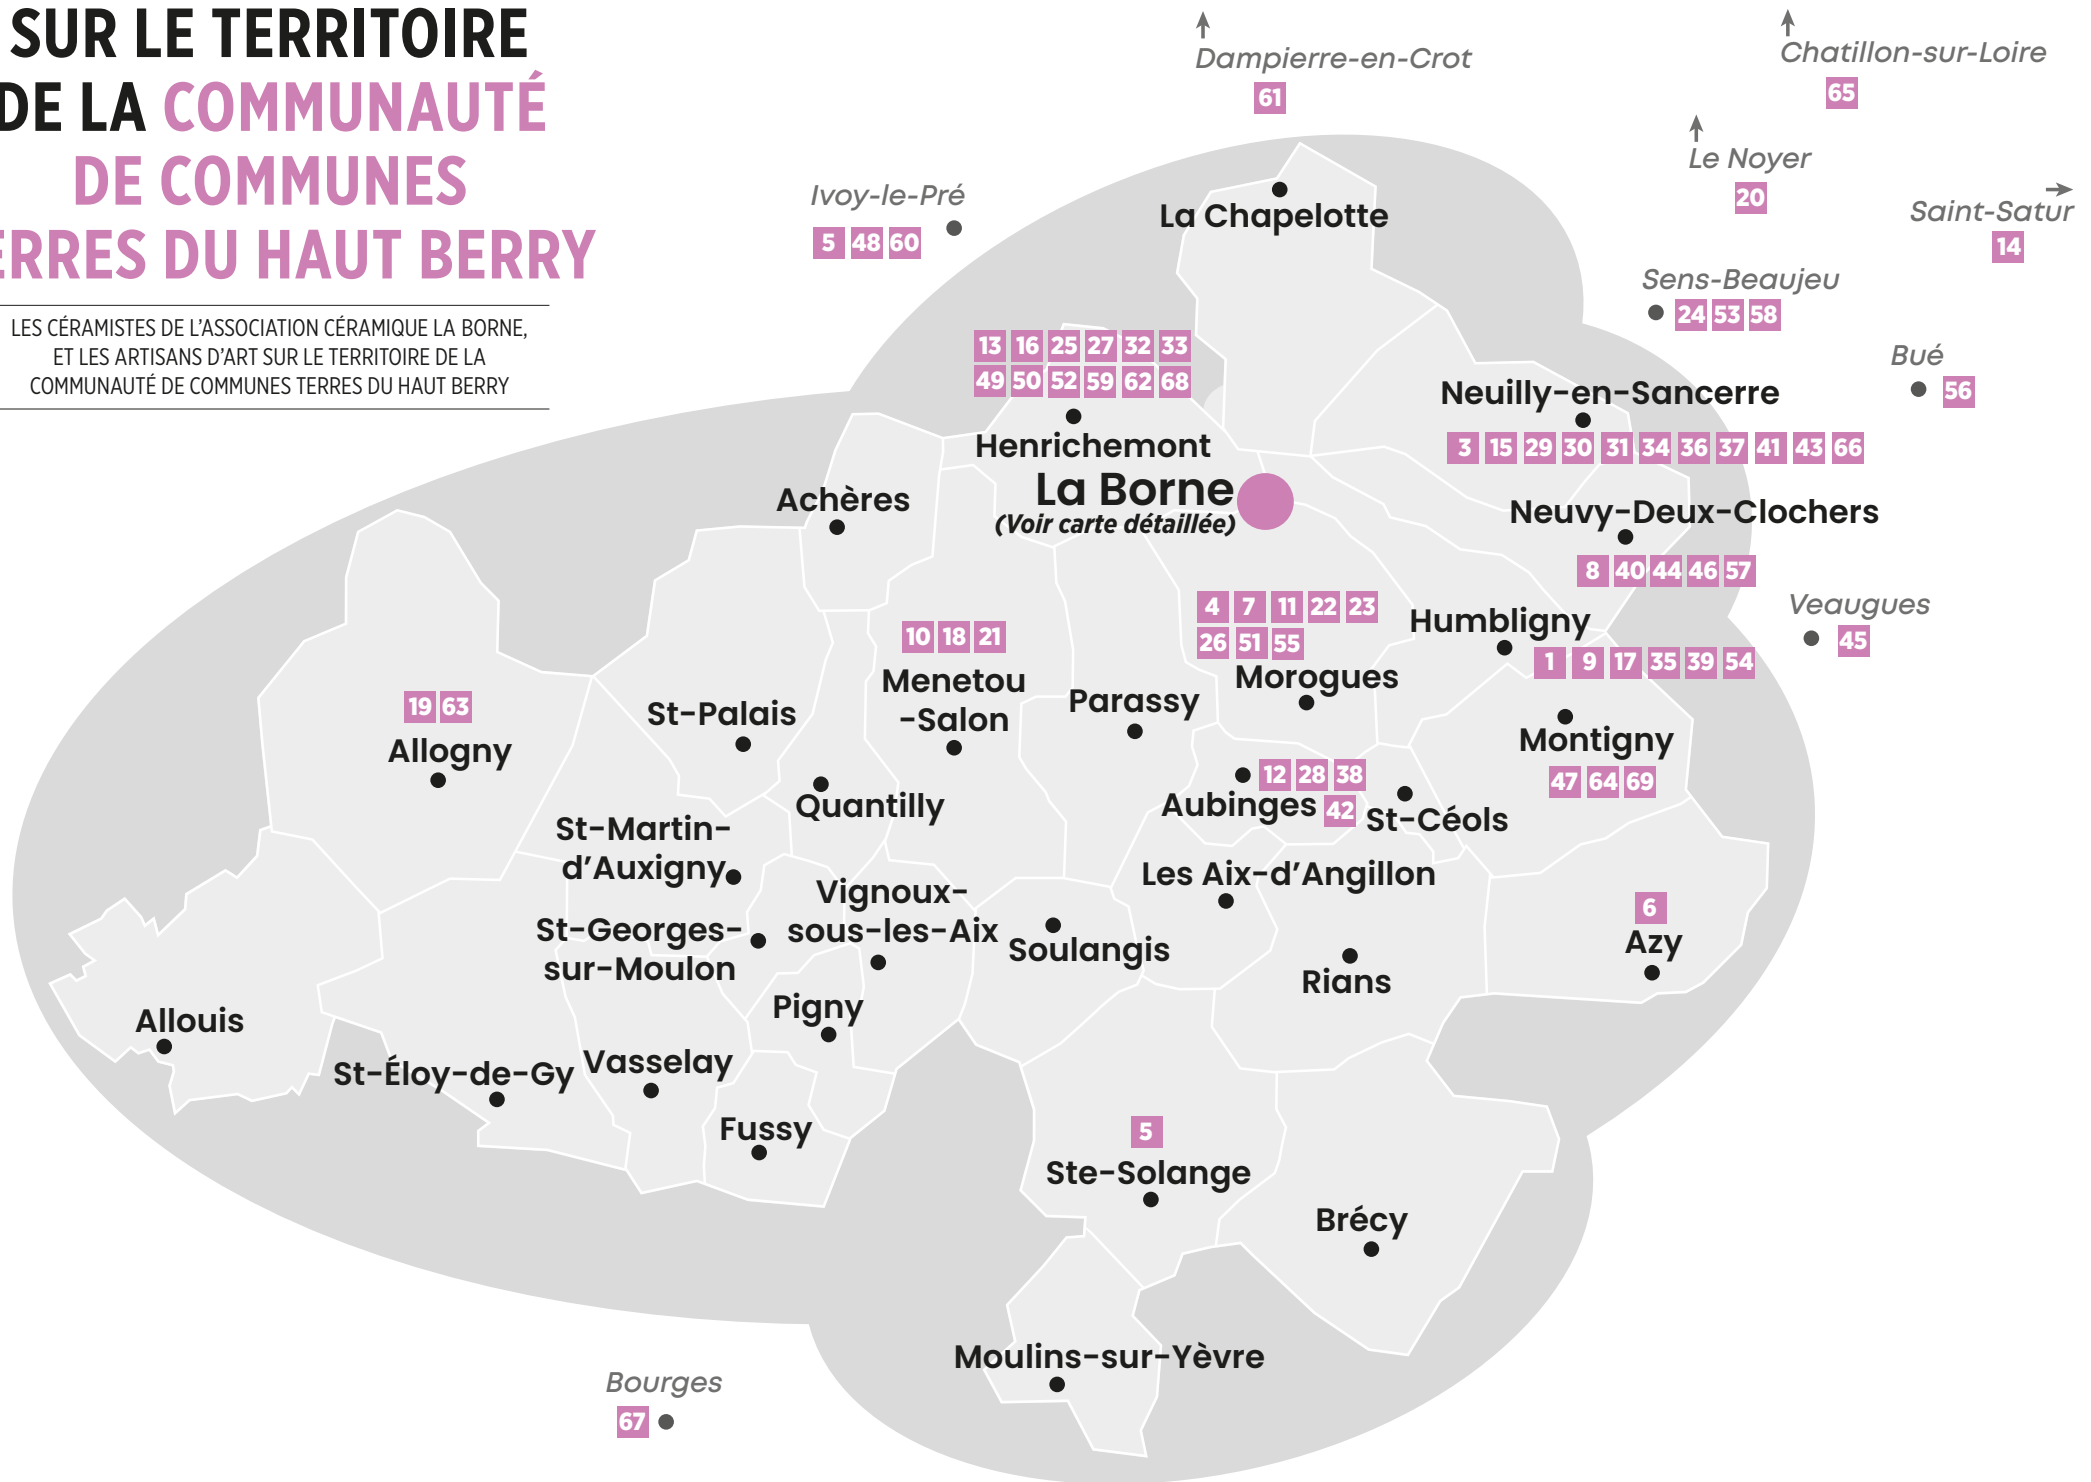 SUR LE TERRITOIRE
DE LA COMMUNAUTÉ
DE COMMUNES
ERRES DU HAUT BERRY
LES CÉRAMISTES DE L'ASSOCIATION CÉRAMIQUE LA BORNE,
ET LES ARTISANS D'ART SUR LE TERRITOIRE DE LA
COMMUNAUTÉ DE COMMUNES TERRES DU HAUT BERRY
Dampierre-en-Crot
61
Chatillon-sur-Loire
65
Le Noyer
20
Saint-Satur
14
Ivoy-le-Pré
5 48 60
La Chapelotte
Sens-Beaujeu
24 53 58
Bué
56
13 16 25 27 32 33
49 50 52 59 62 68
Henrichemont
La Borne
(Voir carte détaillée)
Neuilly-en-Sancerre
3 15 29 30 31 34 36 37 41 43 66
Achères
Neuvy-Deux-Clochers
8 40 44 46 57
Veaugues
45
4 7 11 22 23
26 51 55
Morogues
Humbligny
1 9 17 35 39 54
10 18 21
Menetou
-Salon
Parassy
19 63
Allogny
St-Palais
Montigny
47 64 69
Quantilly
12 28 38
Aubinges 42
St-Céols
St-Martin-
d'Auxigny
Les Aix-d'Angillon
Vignoux-
sous-les-Aix
St-Georges-
sur-Moulon
Soulangis
6
Azy
Rians
Pigny
Allouis
St-Éloy-de-Gy
Vasselay
Fussy
5
Ste-Solange
Brécy
Moulins-sur-Yèvre
Bourges
67